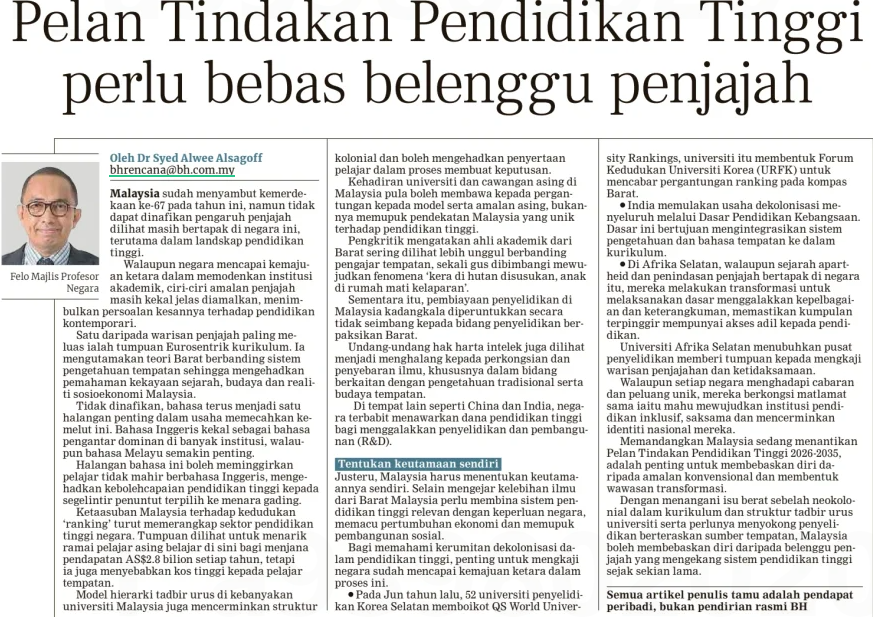 Pelan Tindakan Pendidikan Tinggi
perlu bebas belenggu penjajah
Oleh Dr Syed Alwee Alsagoff
bhrencana@bh.com.my
Felo Majlis Profesor
Negara
Malaysia sudah menyambut kemerde-
kaan ke-67 pada tahun ini, namun tidak
dapat dinafikan pengaruh penjajah
dilihat masih bertapak di negara ini,
terutama dalam landskap pendidikan
tinggi.
Walaupun negara mencapai kemaju-
an ketara dalam memodenkan institusi
akademik, ciri-ciri amalan penjajah
masih kekal jelas diamalkan, menim-
bulkan persoalan kesannya terhadap pendidikan
kontemporari.
Satu daripada warisan penjajah paling me-
luas ialah tumpuan Eurosentrik kurikulum. Ia
mengutamakan teori Barat berbanding sistem
pengetahuan tempatan sehingga mengehadkan
pemahaman kekayaan sejarah, budaya dan reali-
ti sosioekonomi Malaysia.
Tidak dinafikan, bahasa terus menjadi satu
halangan penting dalam usaha memecahkan ke-
melut ini. Bahasa Inggeris kekal sebagai bahasa
pengantar dominan di banyak institusi, walau-
pun bahasa Melayu semakin penting.
Halangan bahasa ini boleh meminggirkan
pelajar tidak mahir berbahasa Inggeris, menge-
hadkan kebolehcapaian pendidikan tinggi kepada
segelintir penuntut terpilih ke menara gading.
Ketaasuban Malaysia terhadap kedudukan
‘ranking’ turut memerangkap sektor pendidikan
tinggi negara. Tumpuan dilihat untuk menarik
ramai pelajar asing belajar di sini bagi menjana
pendapatan AS$2.8 bilion setiap tahun, tetapi
ia juga menyebabkan kos tinggi kepada pelajar
tempatan.
Model hierarki tadbir urus di kebanyakan
universiti Malaysia juga mencerminkan struktur
kolonial dan boleh mengehadkan penyertaan
pelajar dalam proses membuat keputusan.
Kehadiran universiti dan cawangan asing di
Malaysia pula boleh membawa kepada pergan-
tungan kepada model serta amalan asing, bukan-
nya memupuk pendekatan Malaysia yang unik
terhadap pendidikan tinggi.
Pengkritik mengatakan ahli akademik dari
Barat sering dilihat lebih unggul berbanding
pengajar tempatan, sekali gus dibimbangi mewu-
judkan fenomena ‘kera di hutan disusukan, anak
di rumah mati kelaparan’.
Sementara itu, pembiayaan penyelidikan di
Malaysia kadangkala diperuntukkan secara
tidak seimbang kepada bidang penyelidikan ber-
paksikan Barat.
Undang-undang hak harta intelek juga dilihat
menjadi menghalang kepada perkongsian dan
penyebaran ilmu, khususnya dalam bidang
berkaitan dengan pengetahuan tradisional serta
budaya tempatan.
Di tempat lain seperti China dan India, nega-
ra terbabit menawarkan dana pendidikan tinggi
bagi menggalakkan penyelidikan dan pembangu-
nan (R&D).
Tentukan keutamaan sendiri
Justeru, Malaysia harus menentukan keutama-
annya sendiri. Selain mengejar kelebihan ilmu
dari Barat Malaysia perlu membina sistem pen-
didikan tinggi relevan dengan keperluan negara,
memacu pertumbuhan ekonomi dan memupuk
pembangunan sosial.
Bagi memahami kerumitan dekolonisasi da-
lam pendidikan tinggi, penting untuk mengkaji
negara sudah mencapai kemajuan ketara dalam
proses ini.
● Pada Jun tahun lalu, 52 universiti penyelidi-
kan Korea Selatan memboikot QS World Univer-
sity Rankings, universiti itu membentuk Forum
Kedudukan Universiti Korea (URFK) untuk
mencabar pergantungan ranking pada kompas
Barat.
● India memulakan usaha dekolonisasi me-
nyeluruh melalui Dasar Pendidikan Kebangsaan.
Dasar ini bertujuan mengintegrasikan sistem
pengetahuan dan bahasa tempatan ke dalam
kurikulum.
● Di Afrika Selatan, walaupun sejarah apart-
heid dan penindasan penjajah bertapak di negara
itu, mereka melakukan transformasi untuk
melaksanakan dasar menggalakkan kepelbagai-
an dan keterangkuman, memastikan kumpulan
terpinggir mempunyai akses adil kepada pendi-
dikan.
Universiti Afrika Selatan menubuhkan pusat
penyelidikan memberi tumpuan kepada mengkaji
warisan penjajahan dan ketidaksamaan.
Walaupun setiap negara menghadapi cabaran
dan peluang unik, mereka berkongsi matlamat
sama iaitu mahu mewujudkan institusi pendi-
dikan inklusif, saksama dan mencerminkan
identiti nasional mereka.
Memandangkan Malaysia sedang menantikan
Pelan Tindakan Pendidikan Tinggi 2026-2035,
adalah penting untuk membebaskan diri da-
ripada amalan konvensional dan membentuk
wawasan transformasi.
Dengan menangani isu berat sebelah neokolo-
nial dalam kurikulum dan struktur tadbir urus
universiti serta perlunya menyokong penyeli-
dikan berteraskan sumber tempatan, Malaysia
boleh membebaskan diri daripada belenggu pen-
jajah yang mengekang sistem pendidikan tinggi
sejak sekian lama.
Semua artikel penulis tamu adalah pendapat
peribadi, bukan pendirian rasmi BH